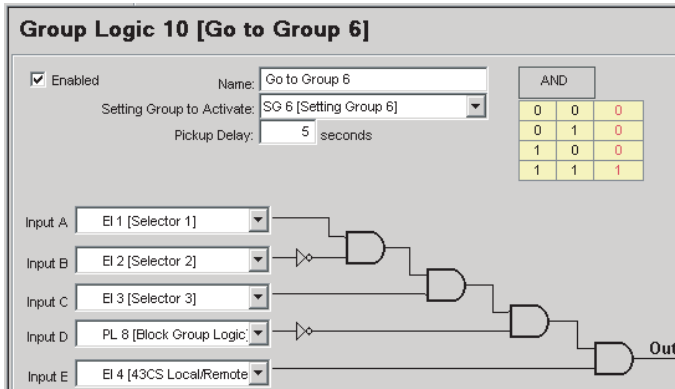 Group Logic 10 [Go to Group 6]
Enabled
Name: Go to Group 6
Setting Group to Activate: SG 6 [Setting Group 6]
Pickup Delay: 5 seconds
AND
0 0 0
0 1 0
1 0 0
1 1 1
Input A EI 1 [Selector 1]
Input B EI 2 [Selector 2]
Input C EI 3 [Selector 3]
Input D PL 8 [Block Group Logic]
Input E EI 4 [43CS Local/Remote
Out